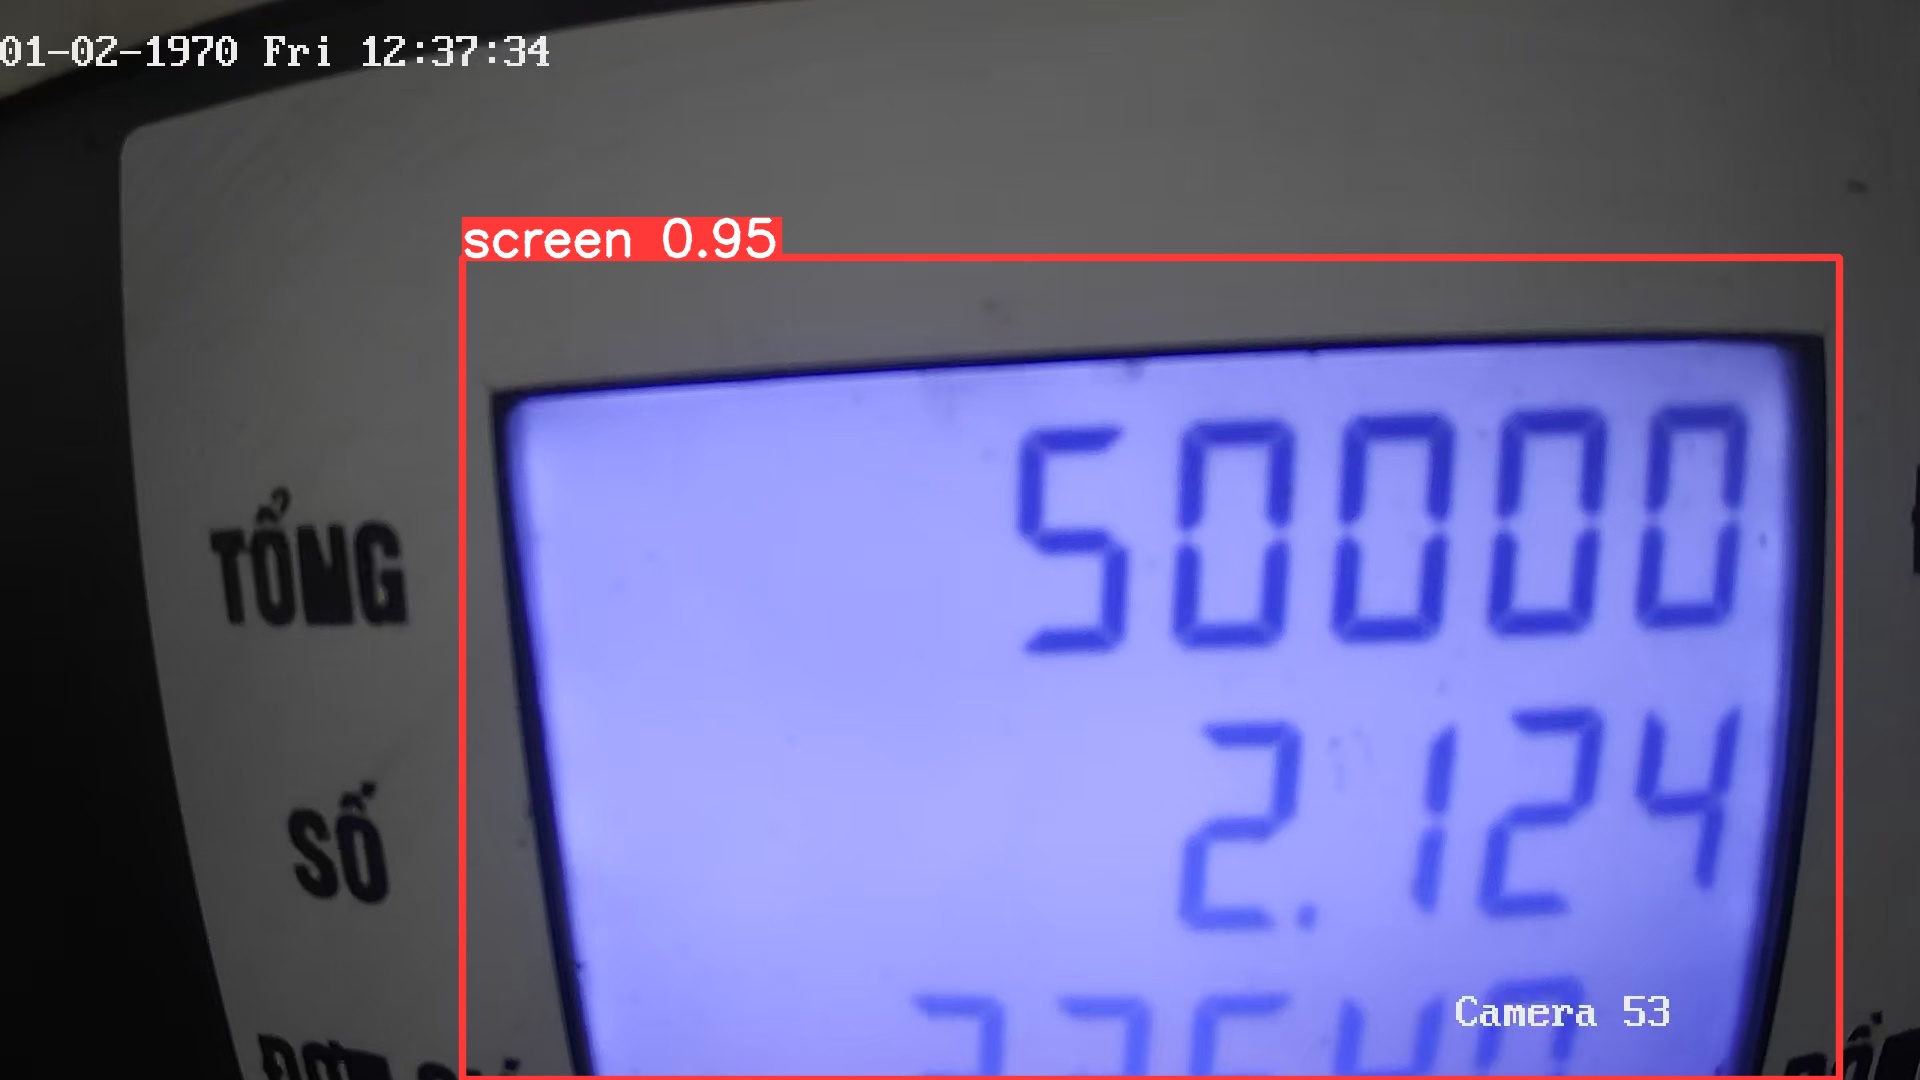 01-02-1970 Fri 12:37:34
screen 0.95
TỔNG 50000
SỐ 2.124
Camera 53